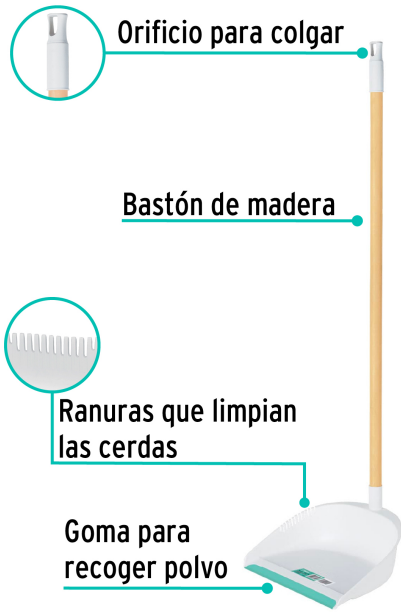 Orificio para colgar
Bastón de madera
Ranuras que limpian
las cerdas
Goma para
recoger polvo